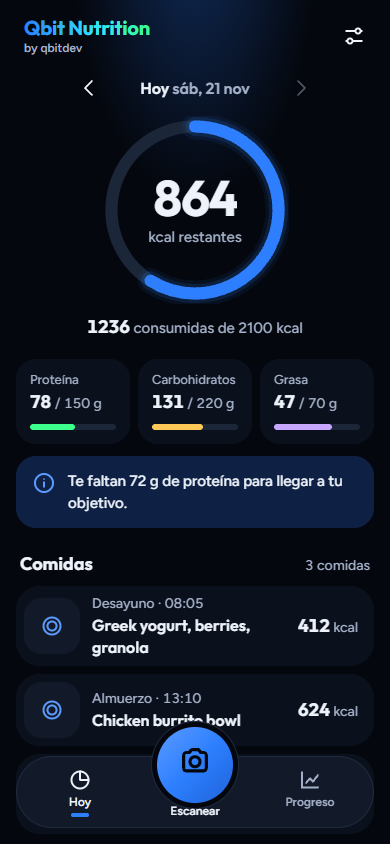 Qbit Nutrition
by qbitdev
Hoy sáb, 21 nov
864
kcal restantes
1236 consumidas de 2100 kcal
Proteína
78 / 150 g
Carbohidratos
131 / 220 g
Grasa
47 / 70 g
Te faltan 72 g de proteína para llegar a tu
objetivo.
Comidas
3 comidas
Desayuno · 08:05
Greek yogurt, berries,
granola
412 kcal
Almuerzo · 13:10
Chicken burrito bowl
624 kcal
Hoy
Escanear
Progreso